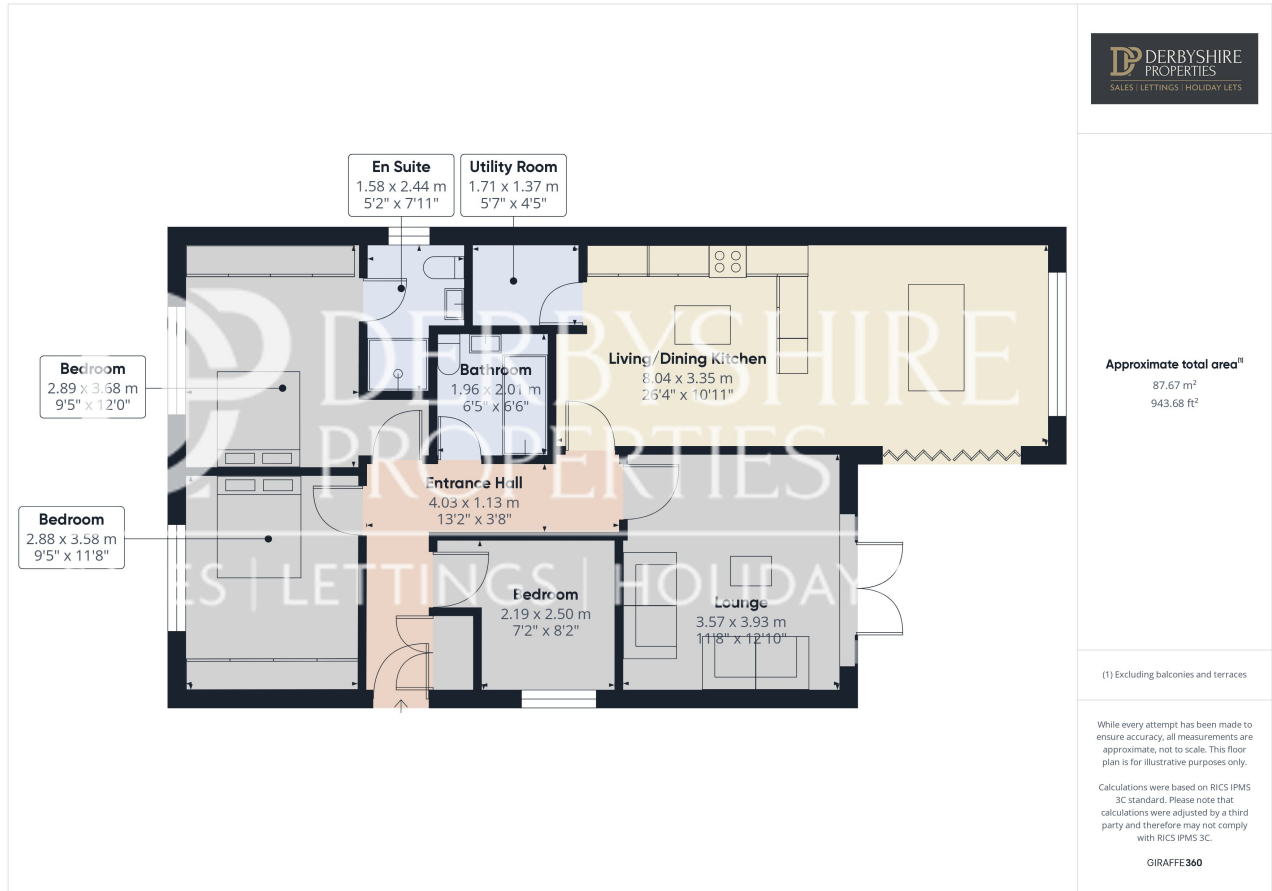 DP DERBYSHIRE
PROPERTIES
SALES | LETTINGS | HOLIDAY LETS
En Suite
1.58 x 2.44 m
5'2" x 7'11"
Utility Room
1.71 x 1.37 m
5'7" x 4'5"
Bedroom
2.89 x 3.68 m
9'5" x 12'0"
Bathroom
1.96 x 2.01 m
6'5" x 6'6"
Living/Dining Kitchen
8.04 x 3.35 m
26'4" x 10'11"
Entrance Hall
4.03 x 1.13 m
13'2" x 3'8"
Bedroom
2.88 x 3.58 m
9'5" x 11'8"
Bedroom
2.19 x 2.50 m
7'2" x 8'2"
Lounge
3.57 x 3.93 m
11'8" x 12'10"
DERBYSHIRE
PROPERTIES
ES | LETTINGS | HOLIDAY
Approximate total area(1)
87.67 m²
943.68 ft²
(1) Excluding balconies and terraces
While every attempt has been made to
ensure accuracy, all measurements are
approximate, not to scale. This floor
plan is for illustrative purposes only.
Calculations were based on RICS IPMS
3C standard. Please note that
calculations were adjusted by a third
party and therefore may not comply
with RICS IPMS 3C.
GIRAFFE360